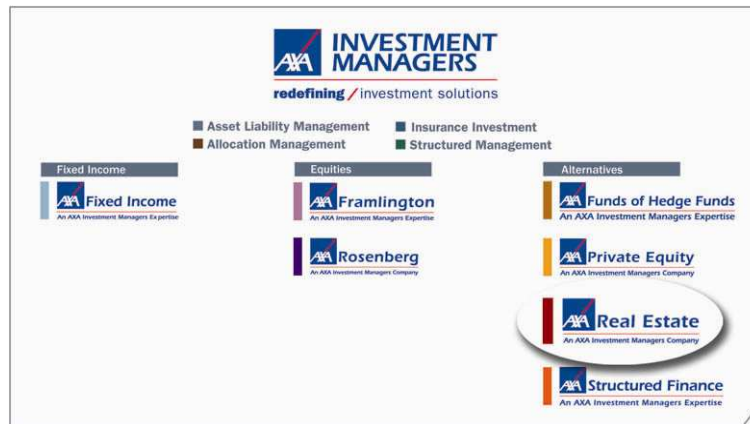 AXA INVESTMENT
MANAGERS
redefining / investment solutions
Asset Liability Management
Insurance Investment
Allocation Management
Structured Management
Fixed Income
AXA Fixed Income
An AXA Investment Managers Expertise
Equities
AXA Framlington
An AXA Investment Managers Expertise
AXA Rosenberg
An AXA Investment Managers Company
Alternatives
AXA Funds of Hedge Funds
An AXA Investment Managers Expertise
AXA Private Equity
An AXA Investment Managers Company
AXA Real Estate
An AXA Investment Managers Company
AXA Structured Finance
An AXA Investment Managers Expertise